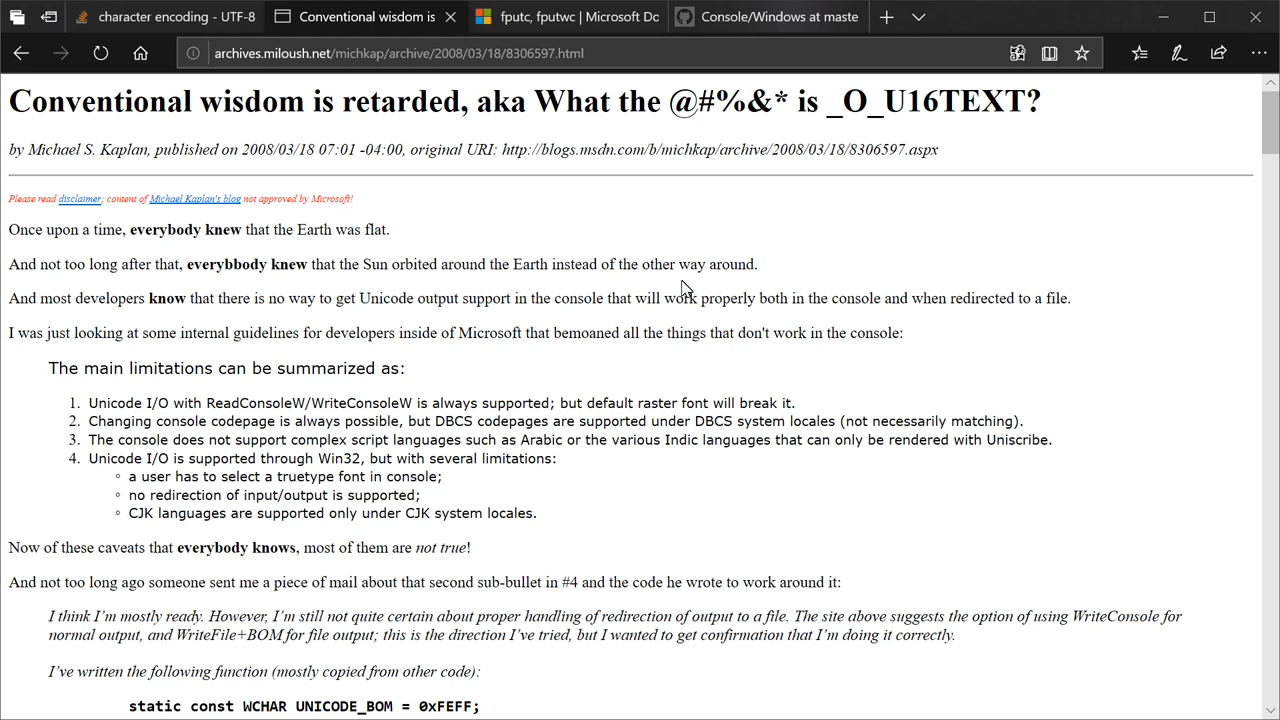 character encoding - UTF-8
Conventional wisdom is
fputc, fputwc | Microsoft Do
Console/Windows at maste
archives.miloush.net/michkap/archive/2008/03/18/8306597.html
Conventional wisdom is retarded, aka What the @#%&* is _O_U16TEXT?
by Michael S. Kaplan, published on 2008/03/18 07:01 -04:00, original URI: http://blogs.msdn.com/b/michkap/archive/2008/03/18/8306597.aspx
Please read disclaimer; content of Michael Kaplan's blog not approved by Microsoft!
Once upon a time, everybody knew that the Earth was flat.
And not too long after that, everybbody knew that the Sun orbited around the Earth instead of the other way around.
And most developers know that there is no way to get Unicode output support in the console that will work properly both in the console and when redirected to a file.
I was just looking at some internal guidelines for developers inside of Microsoft that bemoaned all the things that don't work in the console:
The main limitations can be summarized as:
1. Unicode I/O with ReadConsoleW/WriteConsoleW is always supported; but default raster font will break it.
2. Changing console codepage is always possible, but DBCS codepages are supported under DBCS system locales (not necessarily matching).
3. The console does not support complex script languages such as Arabic or the various Indic languages that can only be rendered with Uniscribe.
4. Unicode I/O is supported through Win32, but with several limitations:
◦ a user has to select a truetype font in console;
◦ no redirection of input/output is supported;
◦ CJK languages are supported only under CJK system locales.
Now of these caveats that everybody knows, most of them are not true!
And not too long ago someone sent me a piece of mail about that second sub-bullet in #4 and the code he wrote to work around it:
I think I'm mostly ready. However, I'm still not quite certain about proper handling of redirection of output to a file. The site above suggests the option of using WriteConsole for
normal output, and WriteFile+BOM for file output; this is the direction I've tried, but I wanted to get confirmation that I'm doing it correctly.
I've written the following function (mostly copied from other code):
static const WCHAR UNICODE_BOM = 0xFEFF;